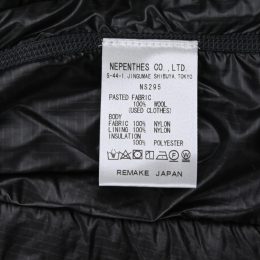 NEPENTHES CO., LTD.
5-44-1, JINGUMAE SHIBUYA, TOKYO
NS295
PASTED FABRIC
100% WOOL
(USED CLOTHES)
BODY
FABRIC 100% NYLON
LINING 100% NYLON
INSULATION
100% POLYESTER
REMAKE JAPAN